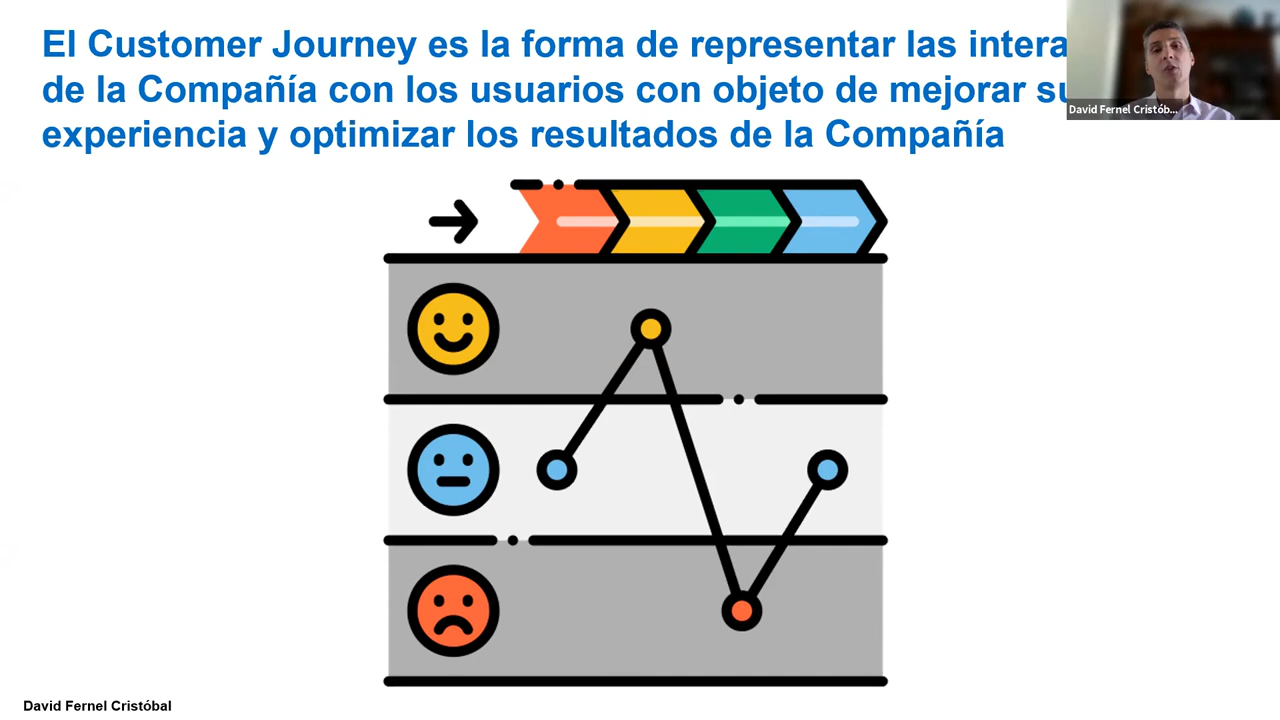 El Customer Journey es la forma de representar las intera
de la Compañía con los usuarios con objeto de mejorar su
experiencia y optimizar los resultados de la Compañía
David Fernel Cristób...
David Fernel Cristóbal